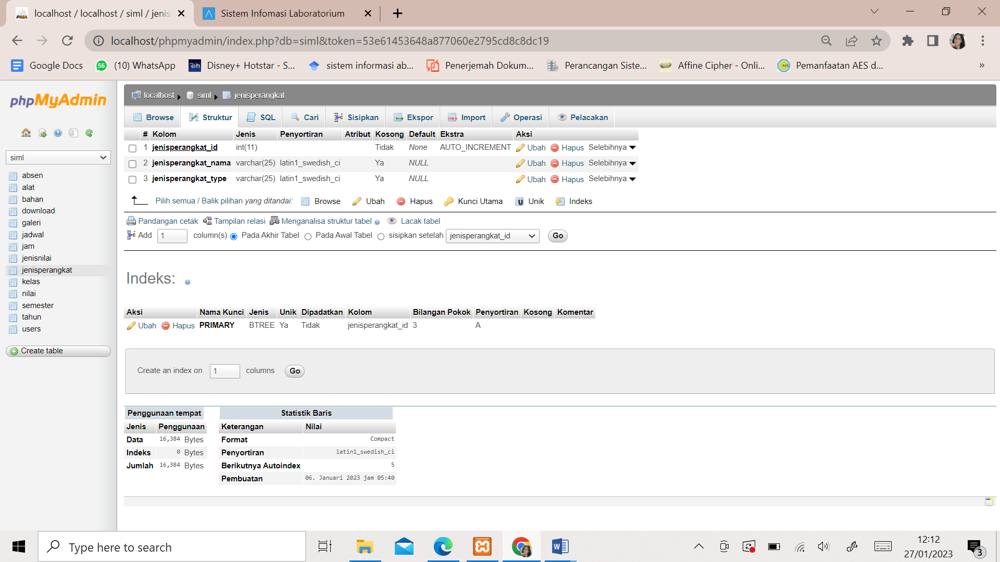 localhost / localhost / siml / jenis
Sistem Infomasi Laboratorium
localhost/phpmyadmin/index.php?db=siml&token=53e61453648a877060e2795cd8c8dc19
Google Docs
56 (10) WhatsApp
Disney+ Hotstar - S...
sistem informasi ab...
Penerjemah Dokum...
Perancangan Siste...
Affine Cipher - Onli...
Pemanfaatan AES d...
»
phpMyAdmin
siml
absen
alat
bahan
download
galeri
jadwal
jam
jenisnilai
jenisperangkat
kelas
nilai
semester
tahun
users
Create table
localhost siml jenisperangkat
Browse Struktur SQL Cari Sisipkan Ekspor Import Operasi Pelacakan
# Kolom Jenis Penyortiran Atribut Kosong Default Ekstra Aksi
1 jenisperangkat_id int(11) Tidak None AUTO_INCREMENT Ubah Hapus Selebihnya
2 jenisperangkat_nama varchar(25) latin1_swedish_ci Ya NULL Ubah Hapus Selebihnya
3 jenisperangkat_type varchar(25) latin1_swedish_ci Ya NULL Ubah Hapus Selebihnya
Pilih semua / Balik pilihan yang ditandai: Browse Ubah Hapus Kunci Utama Unik Indeks
Pandangan cetak Tampilan relasi Menganalisa struktur tabel Lacak tabel
Add 1 column(s) Pada Akhir Tabel Pada Awal Tabel sisipkan setelah jenisperangkat_id Go
Indeks:
Aksi Nama Kunci Jenis Unik Dipadatkan Kolom Bilangan Pokok Penyortiran Kosong Komentar
Ubah Hapus PRIMARY BTREE Ya Tidak jenisperangkat_id 3 A
Create an index on 1 columns Go
Penggunaan tempat
Jenis Penggunaan
Data 16,384 Bytes
Indeks 0 Bytes
Jumlah 16,384 Bytes
Statistik Baris
Keterangan Nilai
Format Compact
Penyortiran latin1_swedish_ci
Berikutnya Autoindex 5
Pembuatan 06. Januari 2023 jam 05:40
Type here to search
12:12
27/01/2023
3